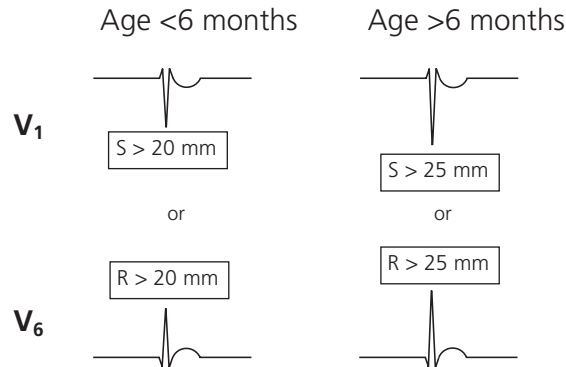 Age <6 months Age >6 months
V₁
S > 20 mm S > 25 mm
or or
R > 20 mm R > 25 mm
V₆